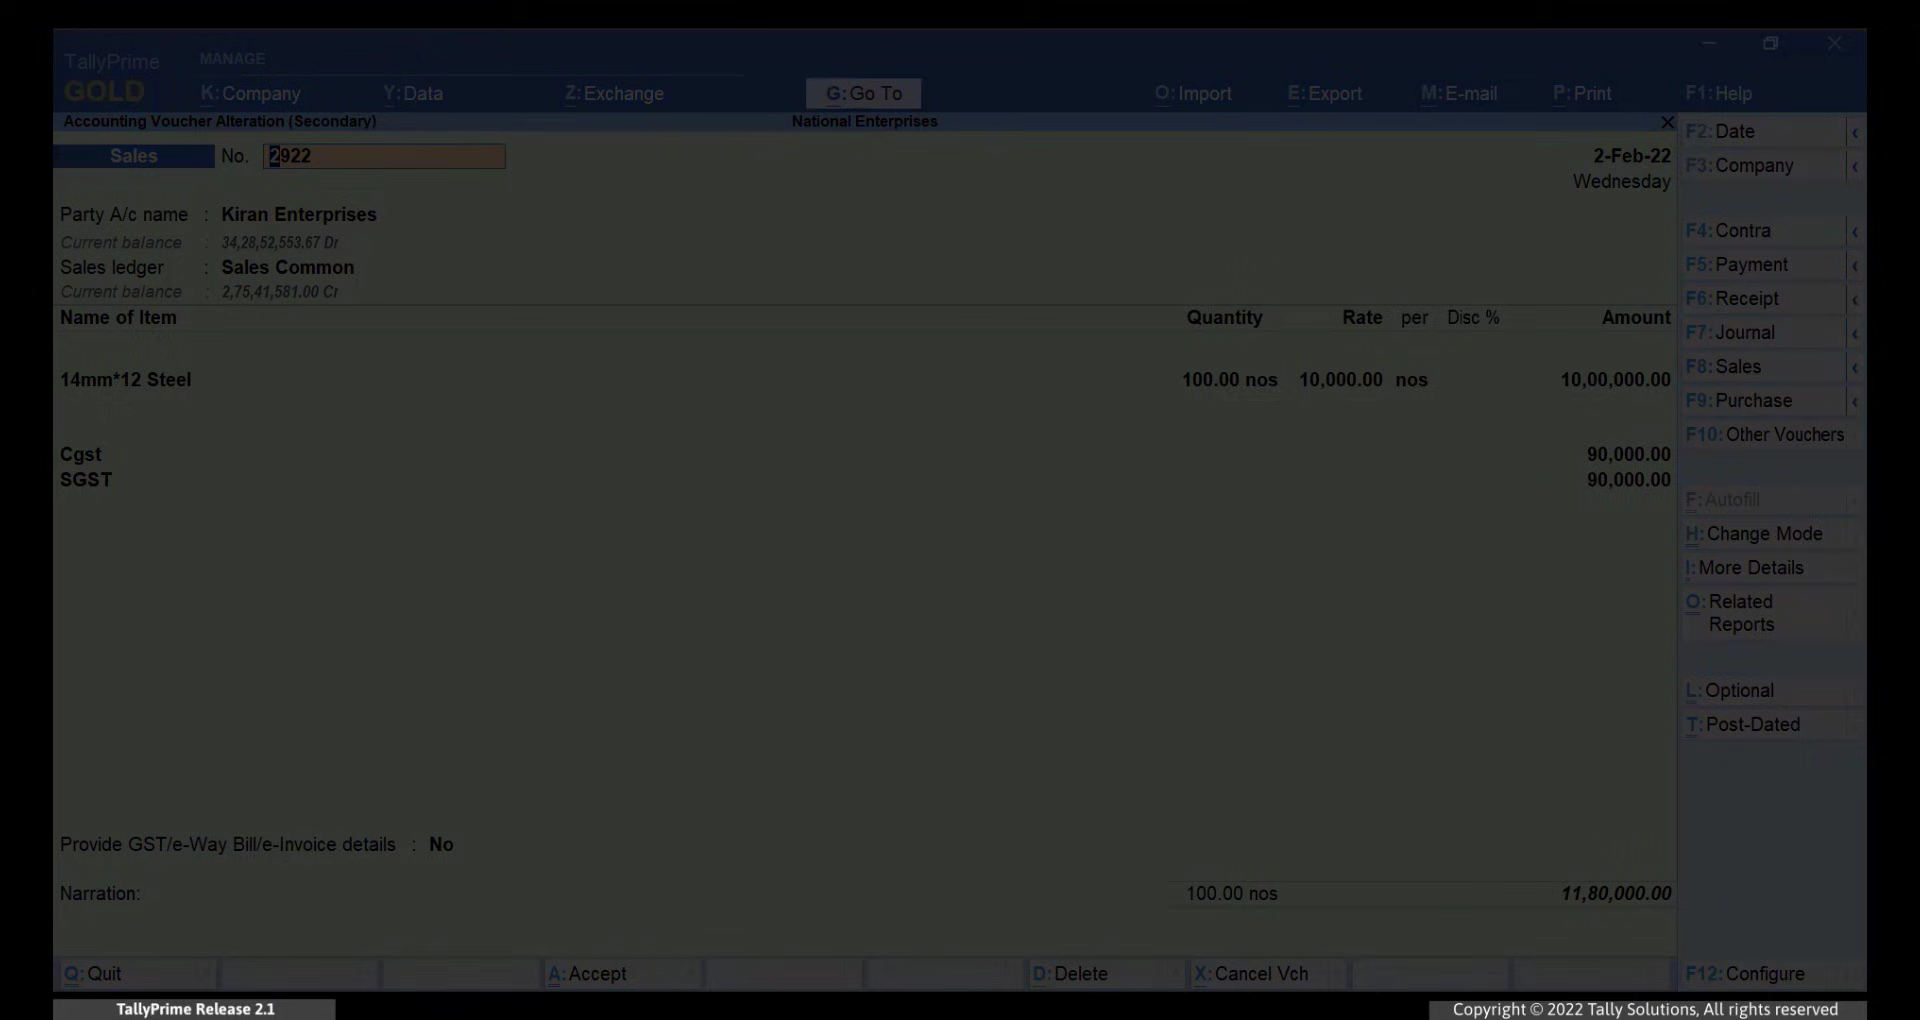 TallyPrime
GOLD
MANAGE
K:Company Y:Data Z:Exchange G:Go To O:Import E:Export M:E-mail P:Print F1:Help
Accounting Voucher Alteration (Secondary) National Enterprises
Sales No. 2922 2-Feb-22
Wednesday
Party A/c name : Kiran Enterprises
Current balance : 34,28,52,553.67 Dr
Sales ledger : Sales Common
Current balance : 2,75,41,581.00 Cr
Name of Item Quantity Rate per Disc % Amount
14mm*12 Steel 100.00 nos 10,000.00 nos 10,00,000.00
Cgst 90,000.00
SGST 90,000.00
Provide GST/e-Way Bill/e-Invoice details : No
Narration: 100.00 nos 11,80,000.00
F2:Date
F3:Company
F4:Contra
F5:Payment
F6:Receipt
F7:Journal
F8:Sales
F9:Purchase
F10:Other Vouchers
F:Autofill
H:Change Mode
I:More Details
O:Related
Reports
L:Optional
T:Post-Dated
Q:Quit A:Accept D:Delete X:Cancel Vch F12:Configure
TallyPrime Release 2.1 Copyright © 2022 Tally Solutions, All rights reserved